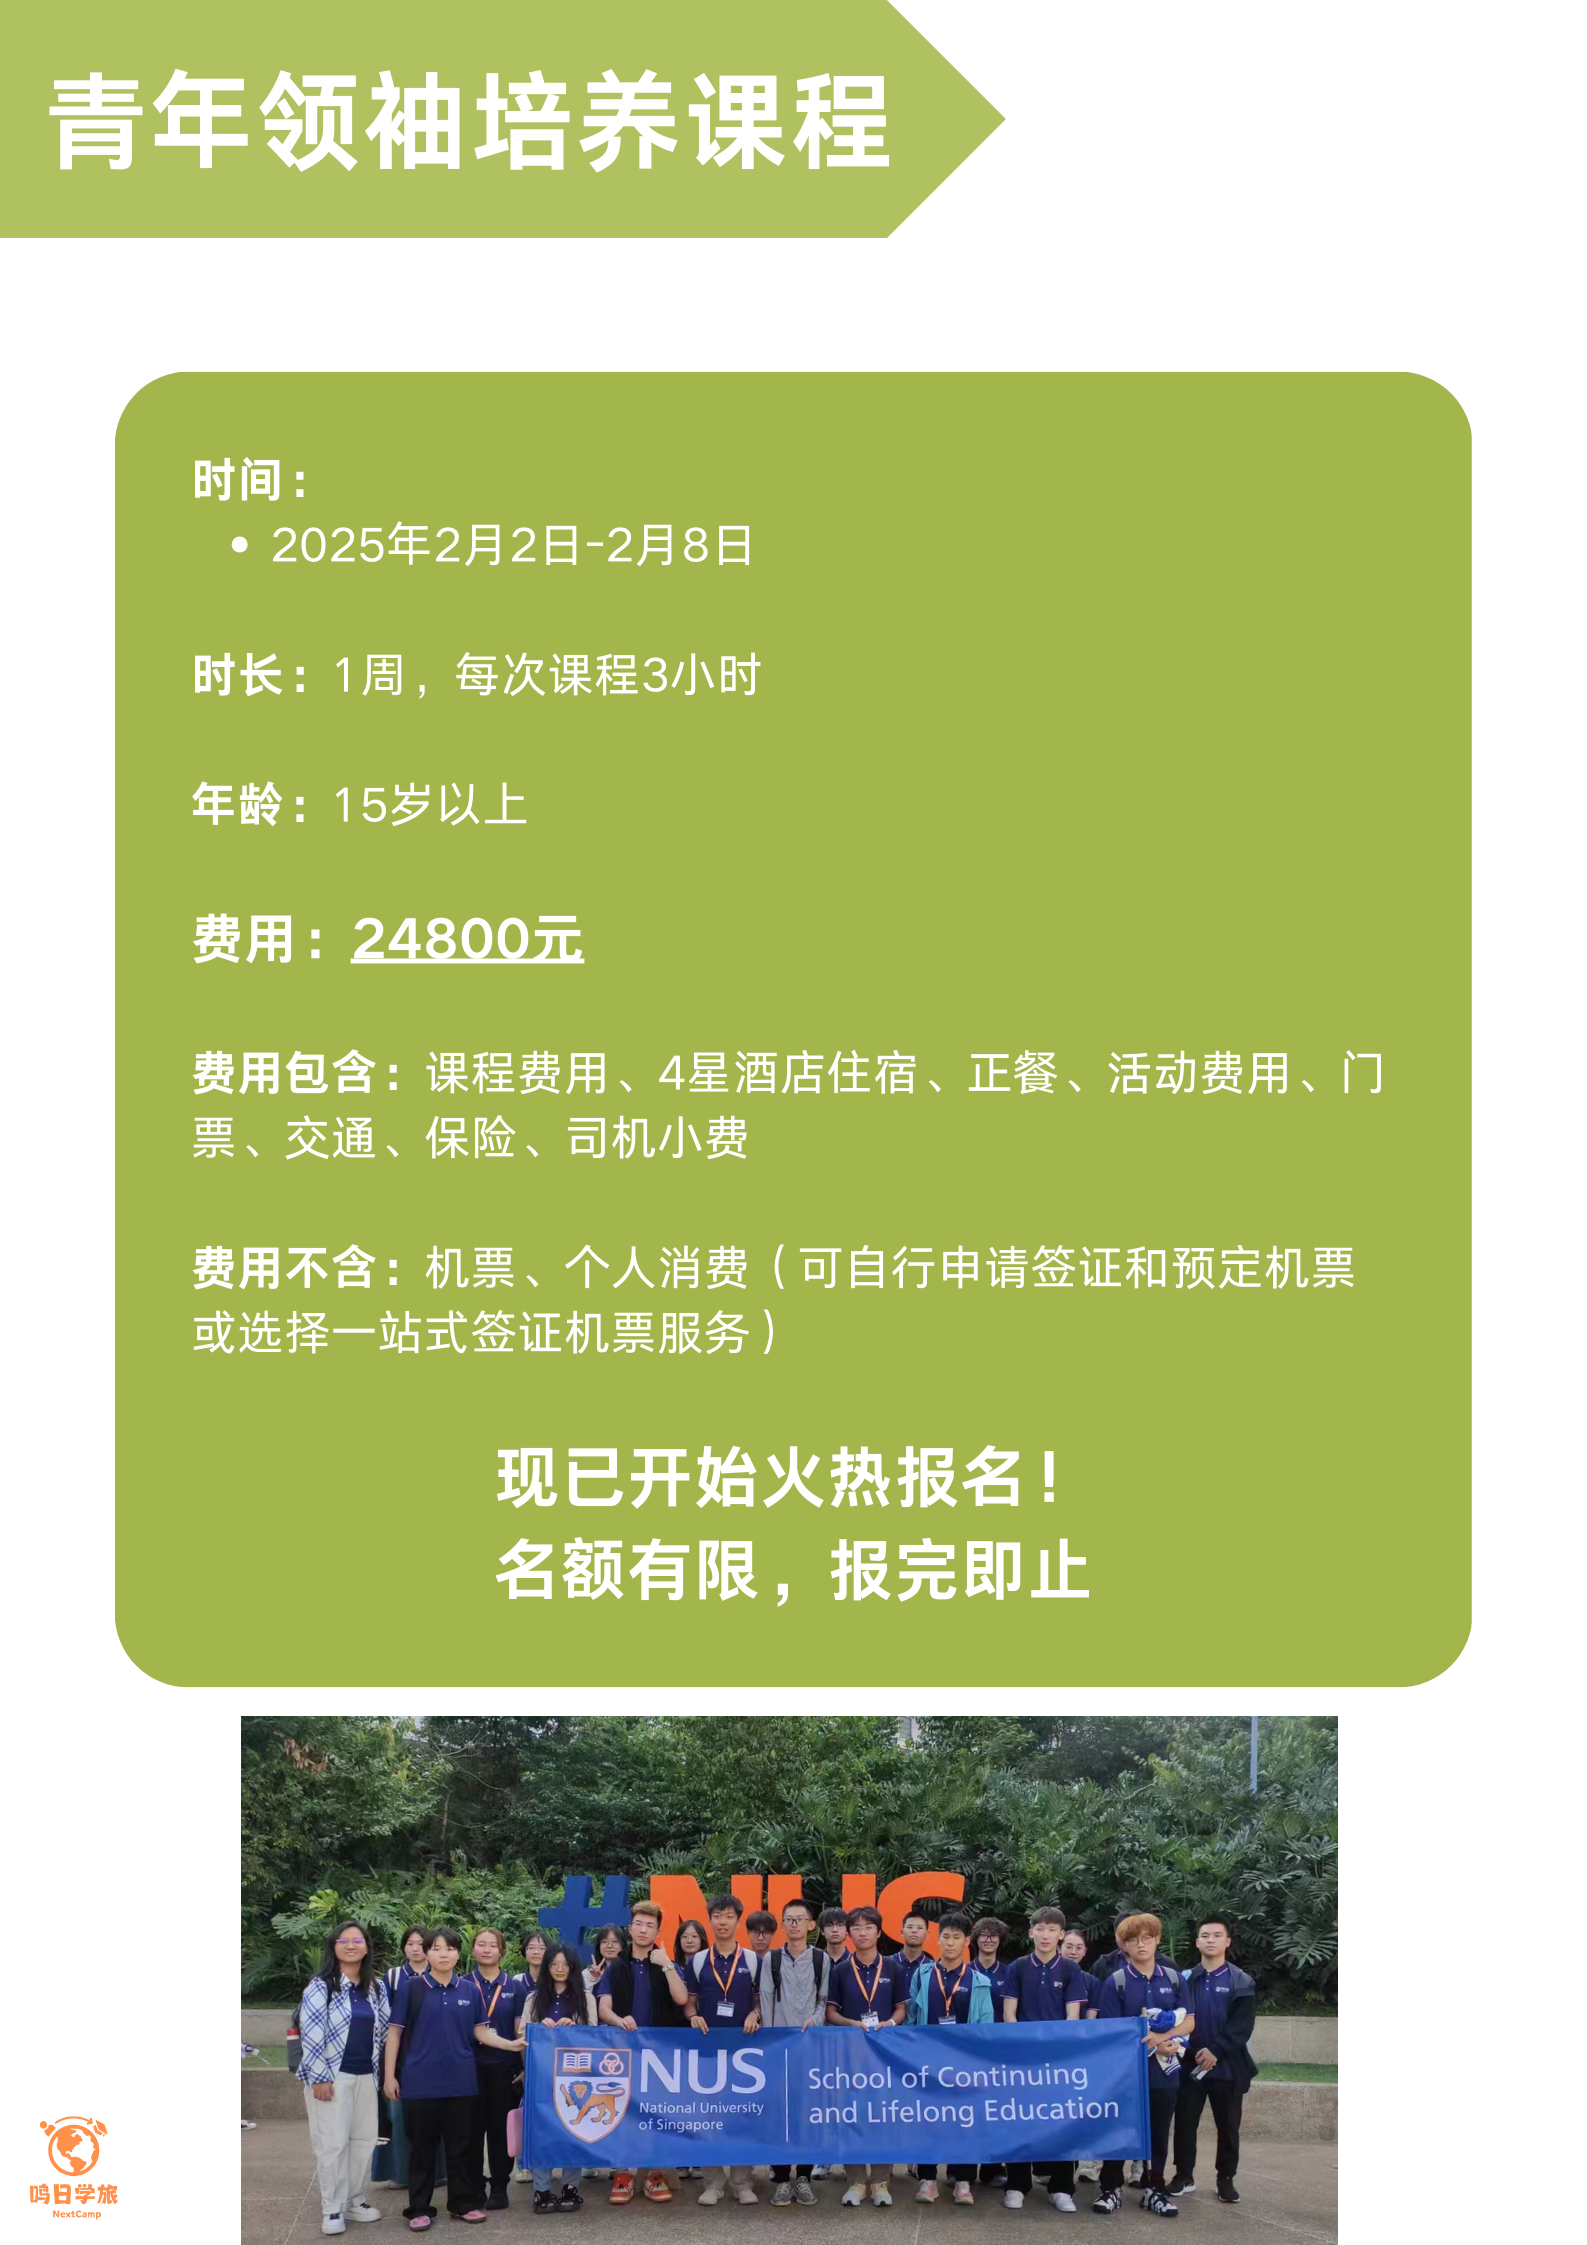 青年领袖培养课程
时间：
• 2025年2月2日-2月8日
时长：1周，每次课程3小时
年龄：15岁以上
费用：24800元
费用包含：课程费用、4星酒店住宿、正餐、活动费用、门
票、交通、保险、司机小费
费用不含：机票、个人消费（可自行申请签证和预定机票
或选择一站式签证机票服务）
现已开始火热报名！
名额有限，报完即止
#NUS
NUS
National University
of Singapore
School of Continuing
and Lifelong Education
鸣日学旅
NextCamp